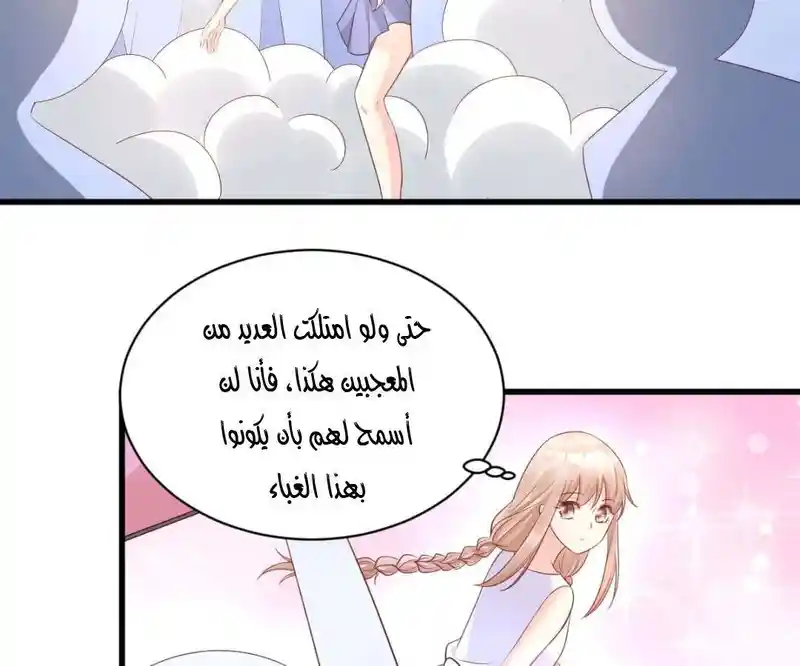 حتى ولو امتلكت العديد من
المعجبين هكذا، فأنا لن
أسمح لهم بأن يكونوا
بهذا الغباء